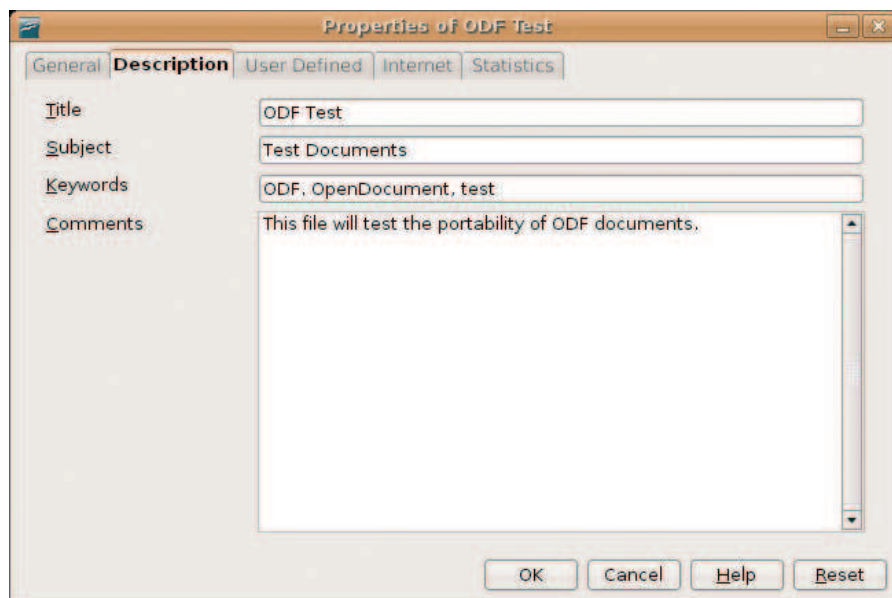 Properties of ODF Test
General Description User Defined Internet Statistics
Title ODF Test
Subject Test Documents
Keywords ODF, OpenDocument, test
Comments This file will test the portability of ODF documents.
OK Cancel Help Reset